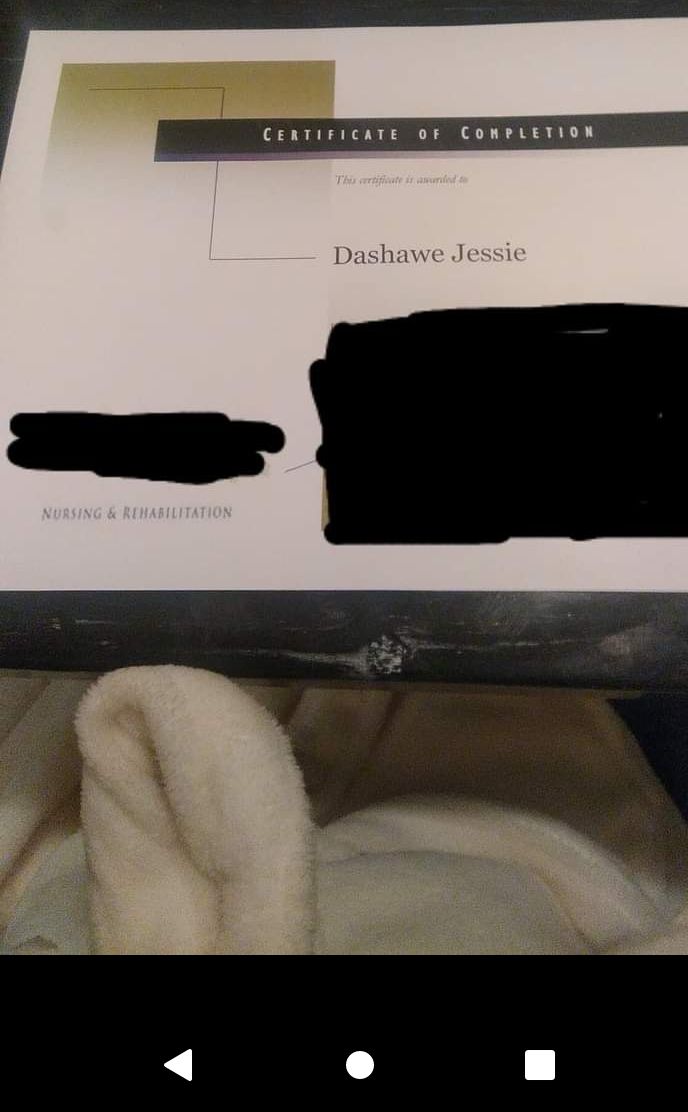 CERTIFICATE OF COMPLETION
This certificate is awarded to
Dashawe Jessie
NURSING & REHABILITATION